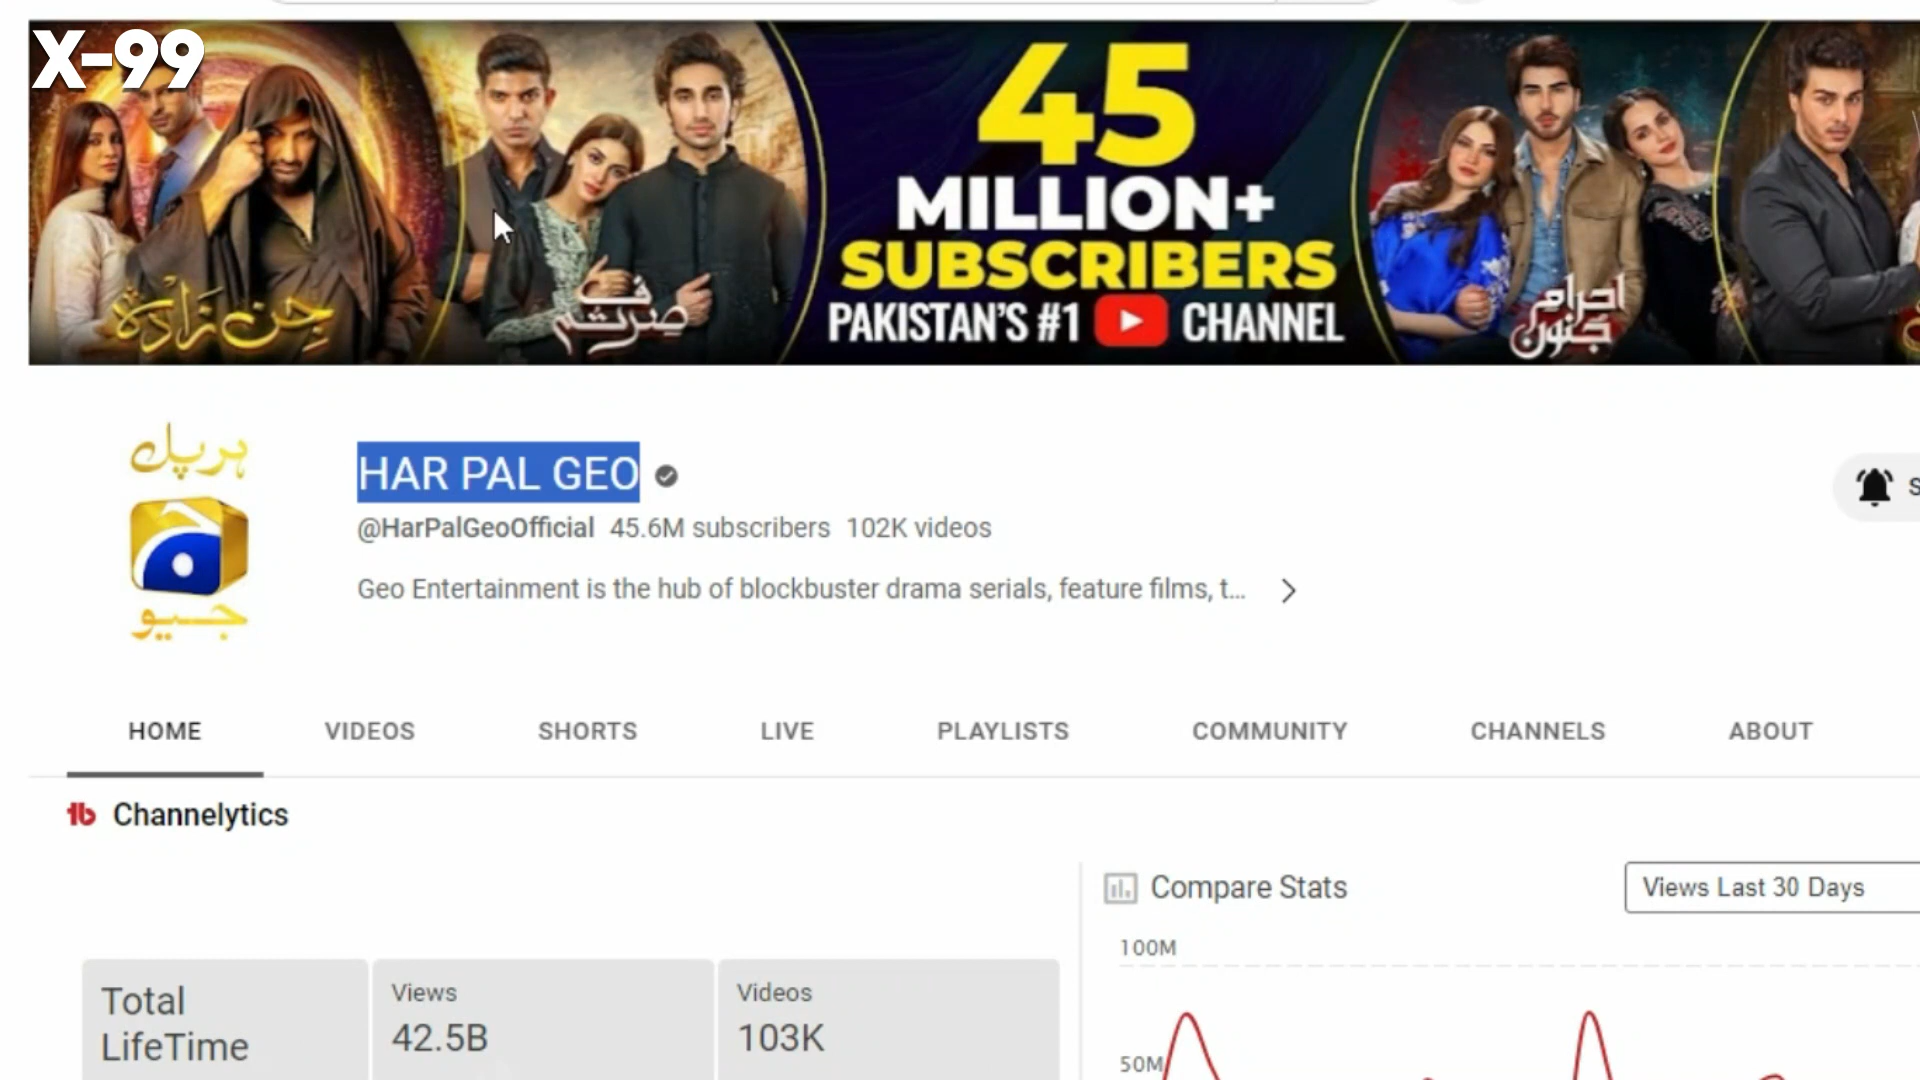 X-99
45
MILLION+
SUBSCRIBERS
PAKISTAN'S #1 CHANNEL
جن زادہ
صرف تم
احرام جنون
ہر پل
جیو
HAR PAL GEO
@HarPalGeoOfficial 45.6M subscribers 102K videos
Geo Entertainment is the hub of blockbuster drama serials, feature films, t...
HOME VIDEOS SHORTS LIVE PLAYLISTS COMMUNITY CHANNELS ABOUT
tb Channelytics
Compare Stats
Views Last 30 Days
100M
50M
Total LifeTime
Views
42.5B
Videos
103K